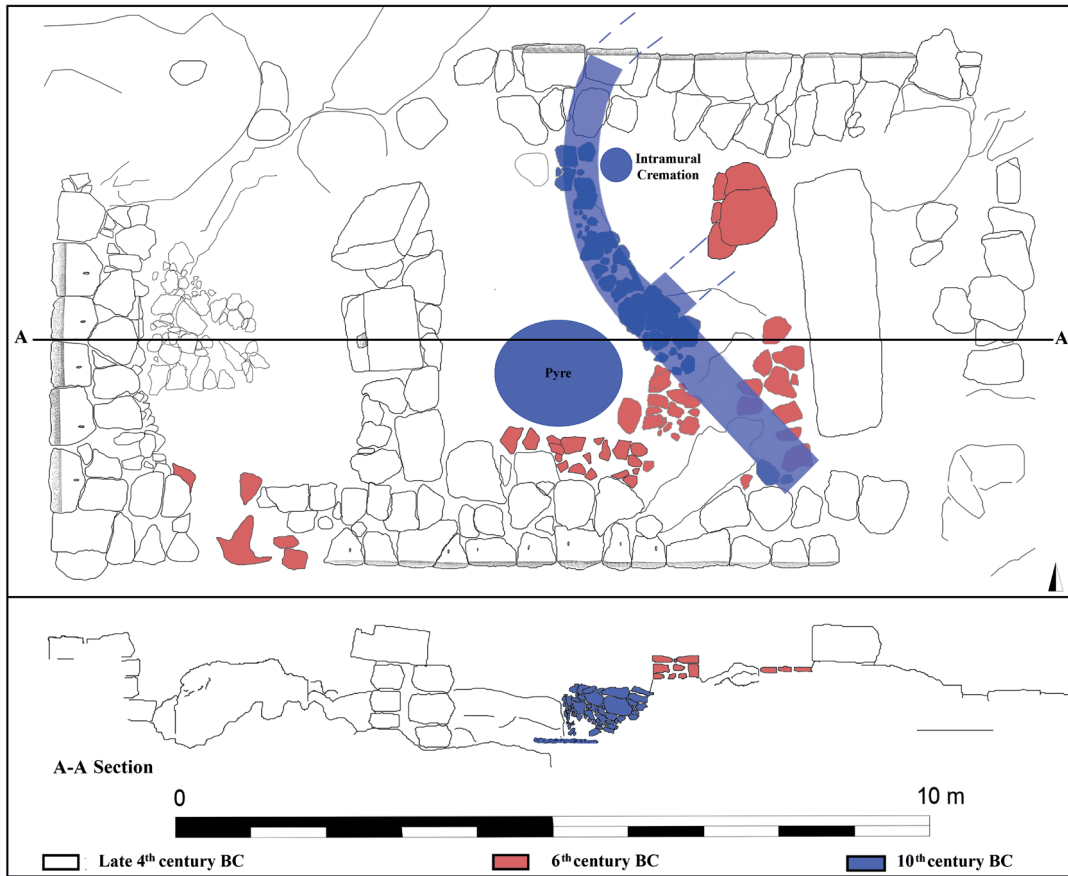 Intramural
Cremation
A A
Pyre
A-A Section
0 10 m
Late 4th century BC 6th century BC 10th century BC